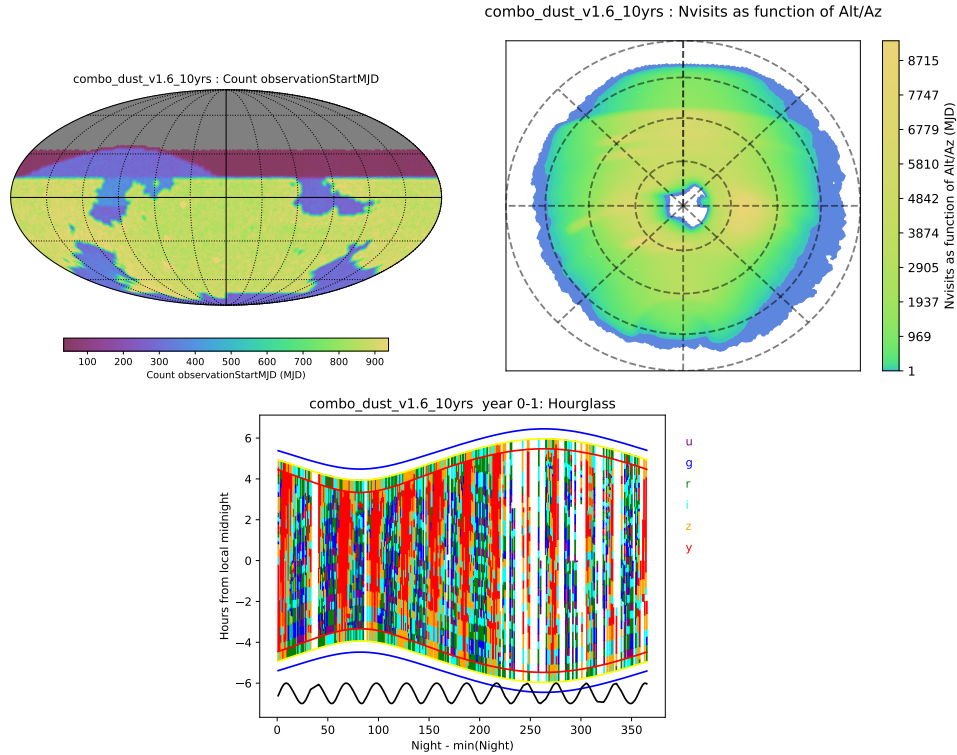 combo_dust_v1.6_10yrs : Count observationStartMJD
100 200 300 400 500 600 700 800 900
Count observationStartMJD (MJD)
combo_dust_v1.6_10yrs : Nvisits as function of Alt/Az
8715
7747
6779
5810
4842
3874
2905
1937
969
1
Nvisits as function of Alt/Az (MJD)
combo_dust_v1.6_10yrs year 0-1: Hourglass
6
4
2
0
−2
−4
−6
Hours from local midnight
0 50 100 150 200 250 300 350
Night - min(Night)
u
g
r
i
z
y